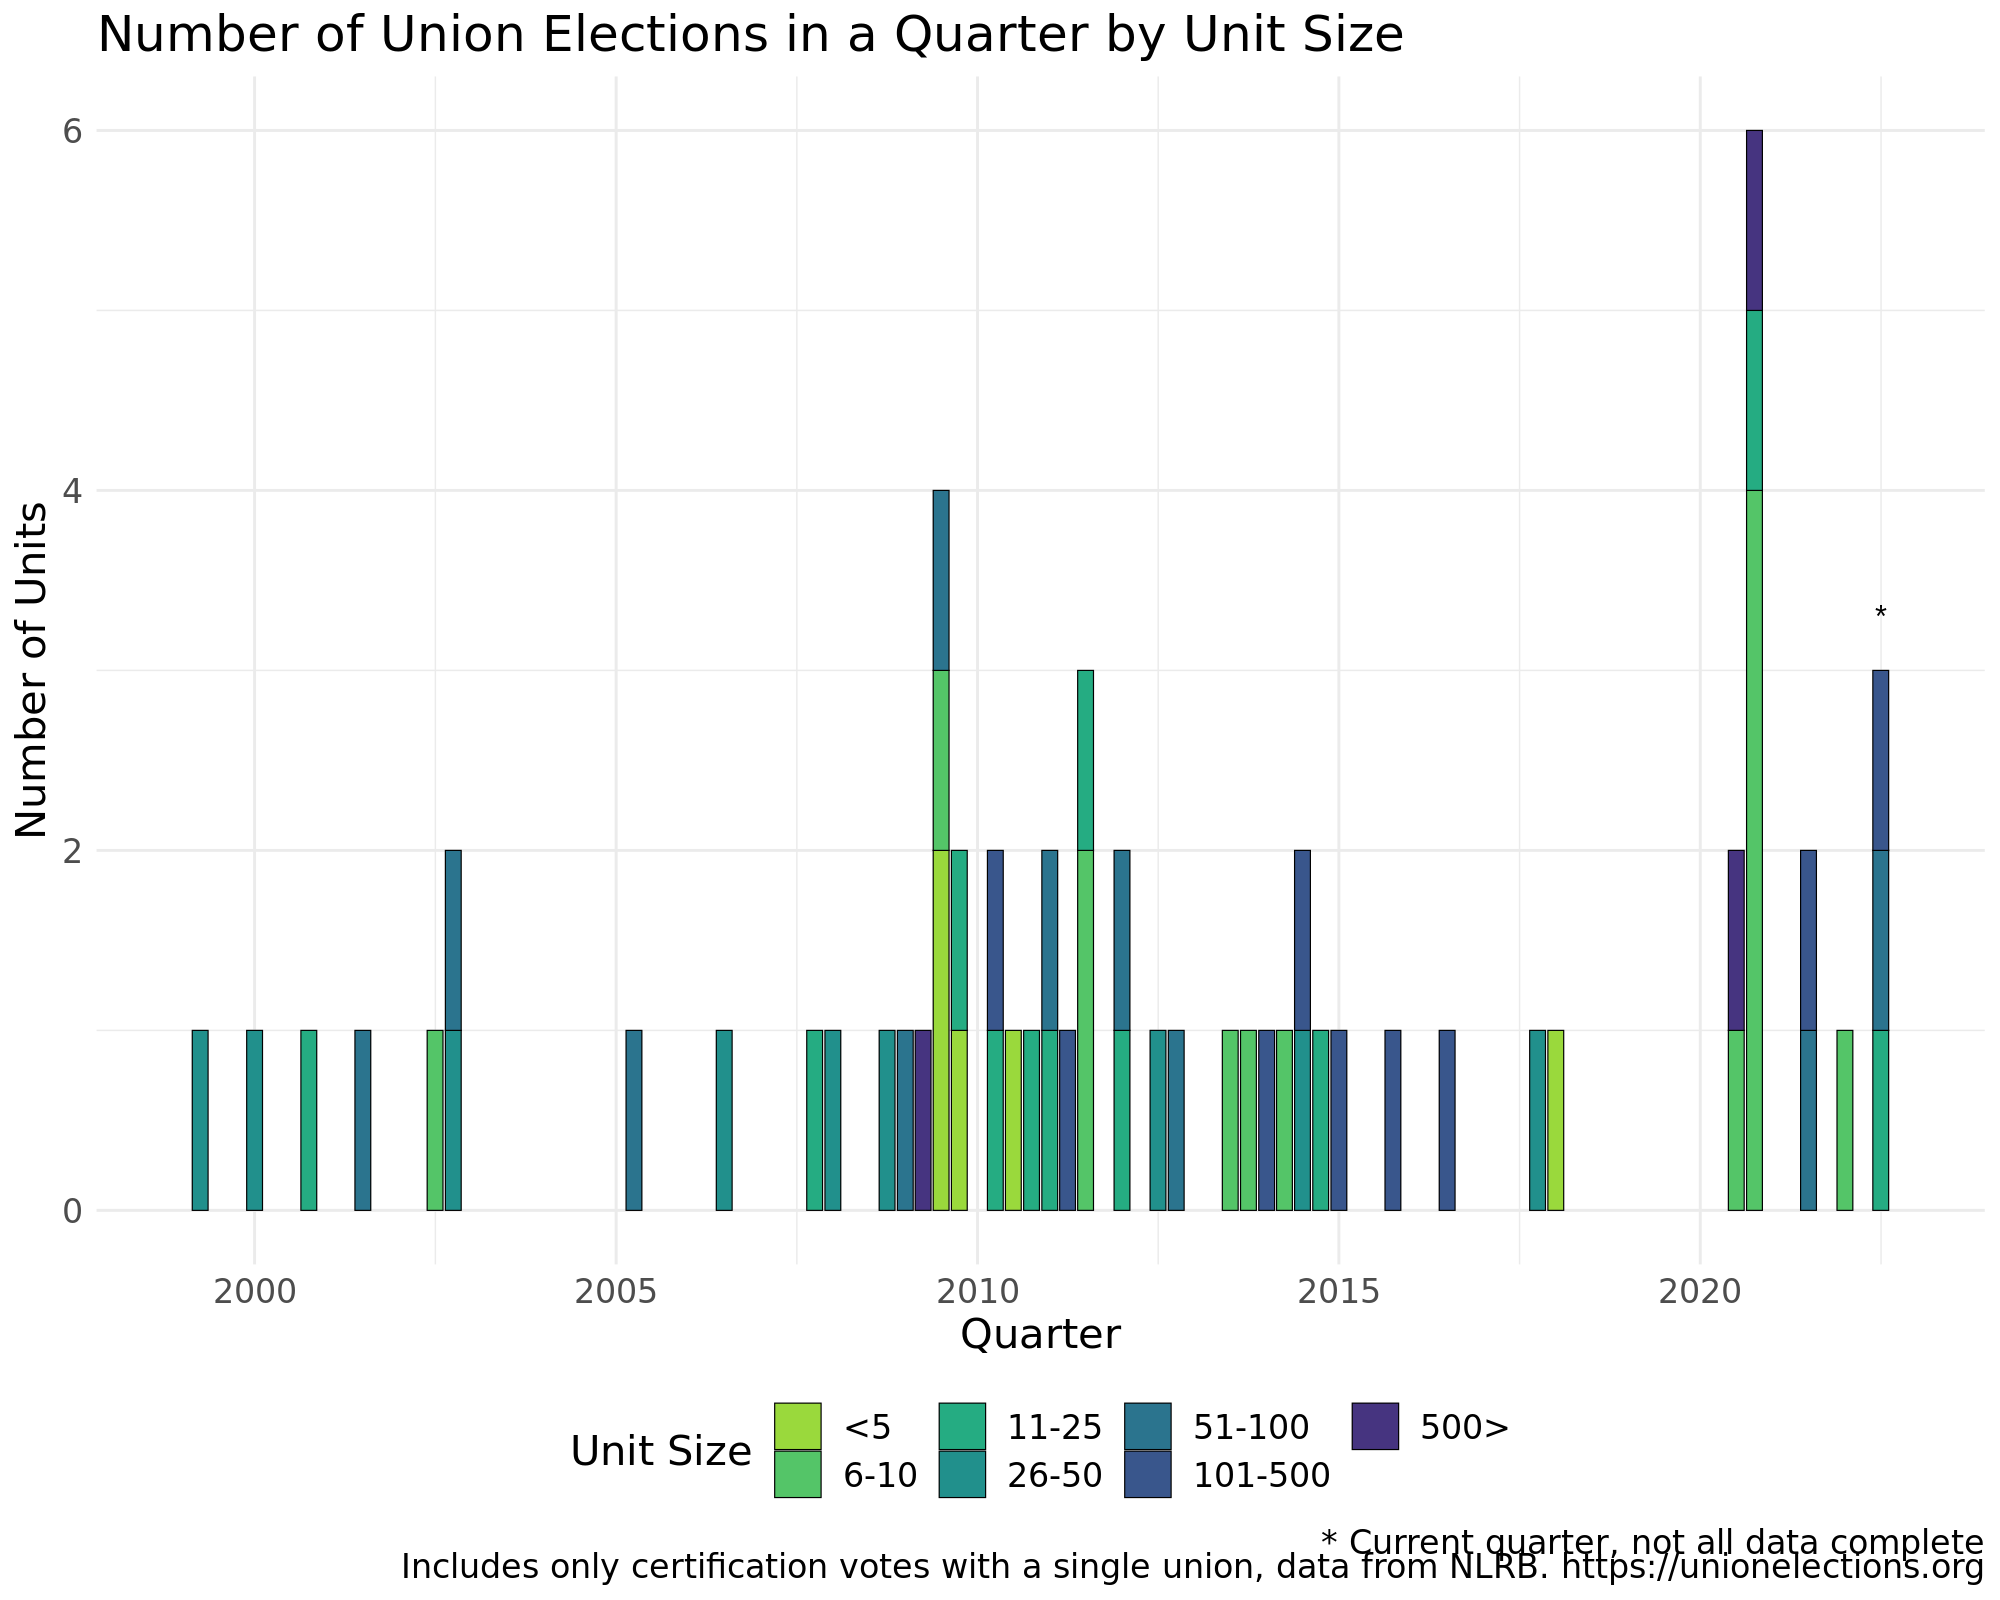 Number of Union Elections in a Quarter by Unit Size
6
4
2
0
Number of Units
*
2000 2005 2010 2015 2020
Quarter
Unit Size
<5 11-25 51-100 500>
6-10 26-50 101-500
* Current quarter, not all data complete
Includes only certification votes with a single union, data from NLRB. https://unionelections.org